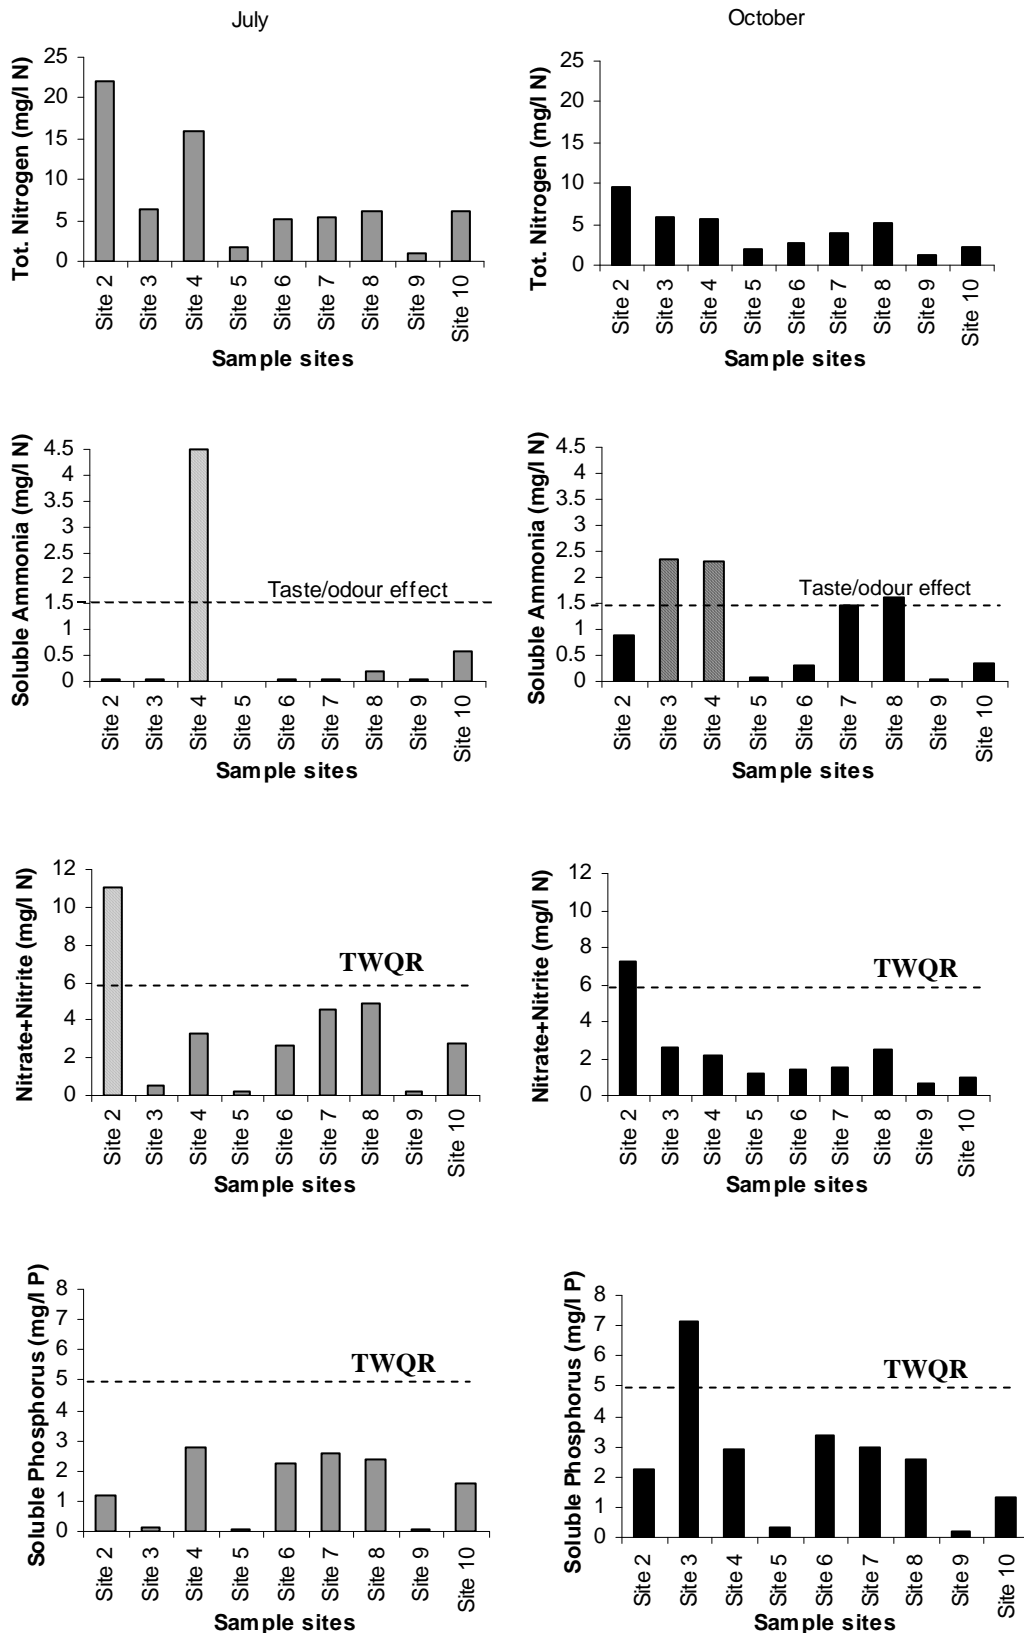 July
October
Tot. Nitrogen (mg/l N)
25
20
15
10
5
0
Site 2
Site 3
Site 4
Site 5
Site 6
Site 7
Site 8
Site 9
Site 10
Sample sites
Tot. Nitrogen (mg/l N)
25
20
15
10
5
0
Site 2
Site 3
Site 4
Site 5
Site 6
Site 7
Site 8
Site 9
Site 10
Sample sites
Soluble Ammonia (mg/l N)
4.5
4
3.5
3
2.5
2
1.5
1
0.5
0
Taste/odour effect
Site 2
Site 3
Site 4
Site 5
Site 6
Site 7
Site 8
Site 9
Site 10
Sample sites
Soluble Ammonia (mg/l N)
4.5
4
3.5
3
2.5
2
1.5
1
0.5
0
Taste/odour effect
Site 2
Site 3
Site 4
Site 5
Site 6
Site 7
Site 8
Site 9
Site 10
Sample sites
Nitrate+Nitrite (mg/l N)
12
10
8
6
4
2
0
TWQR
Site 2
Site 3
Site 4
Site 5
Site 6
Site 7
Site 8
Site 9
Site 10
Sample sites
Nitrate+Nitrite (mg/l N)
12
10
8
6
4
2
0
TWQR
Site 2
Site 3
Site 4
Site 5
Site 6
Site 7
Site 8
Site 9
Site 10
Sample sites
Soluble Phosphorus (mg/l P)
8
7
6
5
4
3
2
1
0
TWQR
Site 2
Site 3
Site 4
Site 5
Site 6
Site 7
Site 8
Site 9
Site 10
Sample sites
Soluble Phosphorus (mg/l P)
8
7
6
5
4
3
2
1
0
TWQR
Site 2
Site 3
Site 4
Site 5
Site 6
Site 7
Site 8
Site 9
Site 10
Sample sites